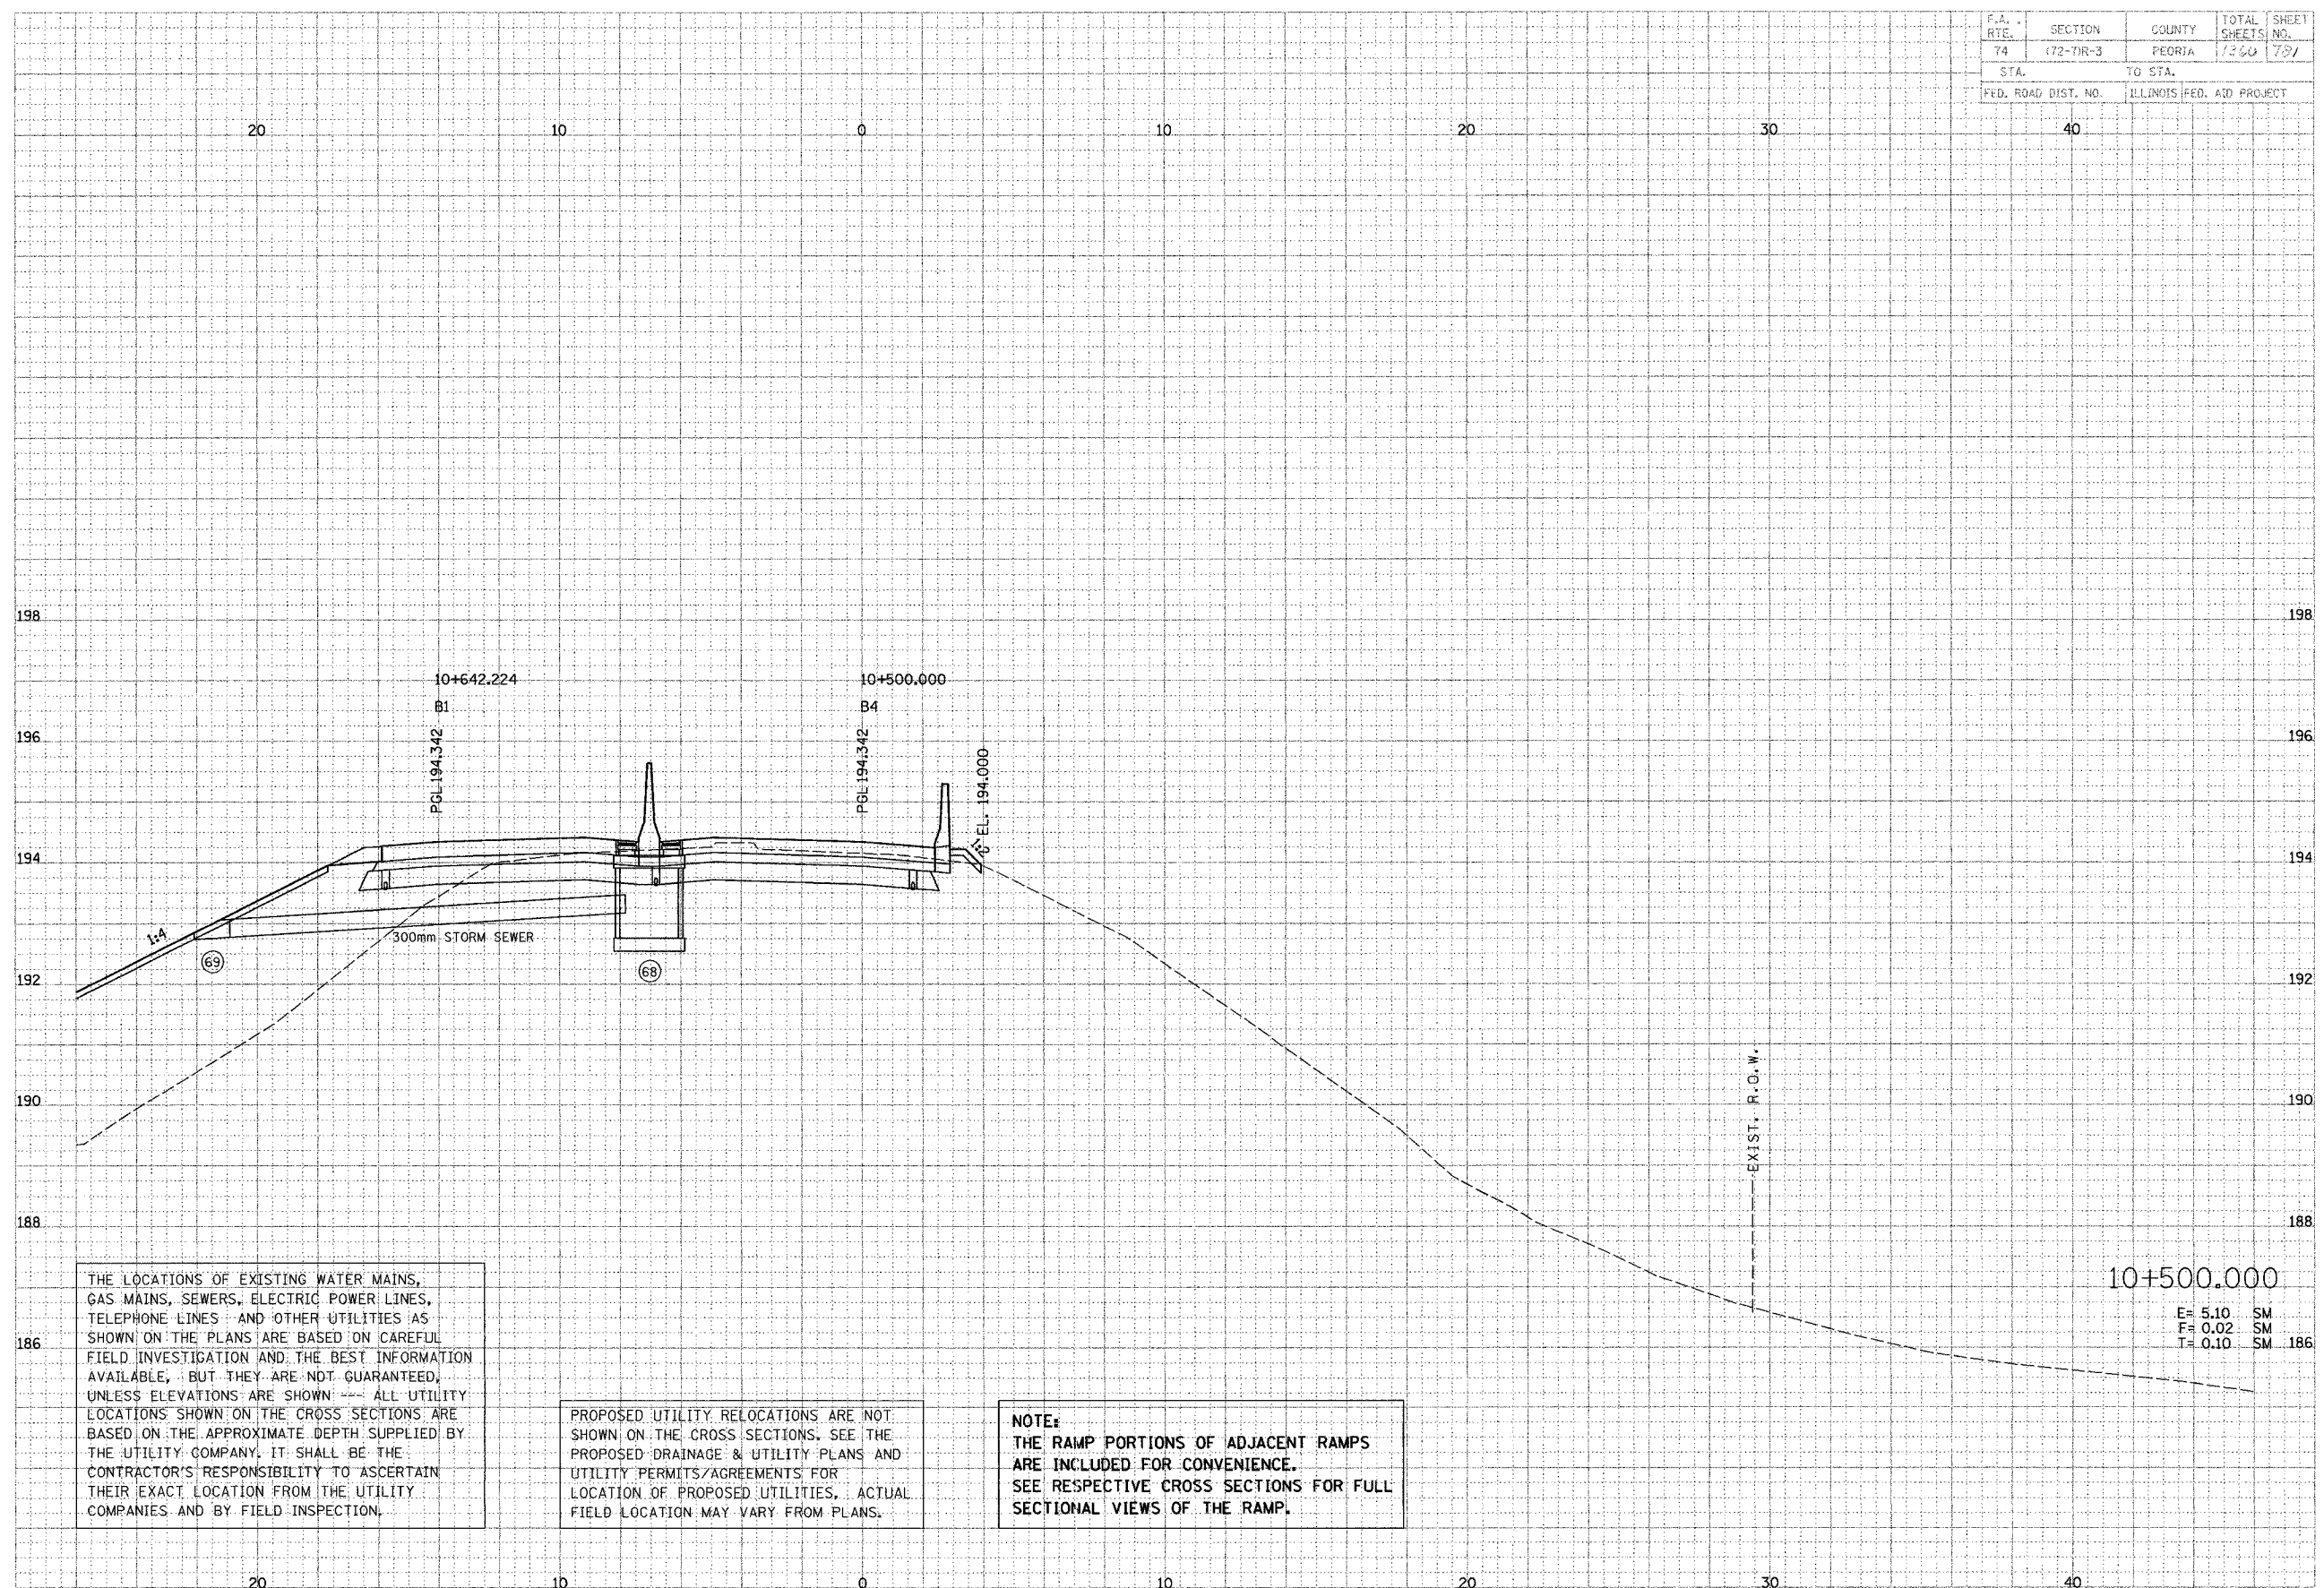 F.A. . RTE. SECTION COUNTY TOTAL SHEETS SHEET NO.
74 (72-7)R-3 PEORIA 1360 781
STA. TO STA.
FED. ROAD DIST. NO. ILLINOIS FED. AID PROJECT
20 10 0 10 20 30 40
198 198
10+642.224 10+500.000
B1 B4
196 196
PGL 194.342
PGL 194.342
EL. 194.000
194 194
1:2
1:4
300mm STORM SEWER
69
68
192 192
190 190
EXIST. R.O.W.
188 188
10+500.000
E= 5.10 SM
F= 0.02 SM
T= 0.10 SM
186 186
THE LOCATIONS OF EXISTING WATER MAINS,
GAS MAINS, SEWERS, ELECTRIC POWER LINES,
TELEPHONE LINES AND OTHER UTILITIES AS
SHOWN ON THE PLANS ARE BASED ON CAREFUL
FIELD INVESTIGATION AND THE BEST INFORMATION
AVAILABLE, BUT THEY ARE NOT GUARANTEED,
UNLESS ELEVATIONS ARE SHOWN --- ALL UTILITY
LOCATIONS SHOWN ON THE CROSS SECTIONS ARE
BASED ON THE APPROXIMATE DEPTH SUPPLIED BY
THE UTILITY COMPANY. IT SHALL BE THE
CONTRACTOR'S RESPONSIBILITY TO ASCERTAIN
THEIR EXACT LOCATION FROM THE UTILITY
COMPANIES AND BY FIELD INSPECTION.
PROPOSED UTILITY RELOCATIONS ARE NOT
SHOWN ON THE CROSS SECTIONS. SEE THE
PROPOSED DRAINAGE & UTILITY PLANS AND
UTILITY PERMITS/AGREEMENTS FOR
LOCATION OF PROPOSED UTILITIES. ACTUAL
FIELD LOCATION MAY VARY FROM PLANS.
NOTE:
THE RAMP PORTIONS OF ADJACENT RAMPS
ARE INCLUDED FOR CONVENIENCE.
SEE RESPECTIVE CROSS SECTIONS FOR FULL
SECTIONAL VIEWS OF THE RAMP.
20 10 0 10 20 30 40